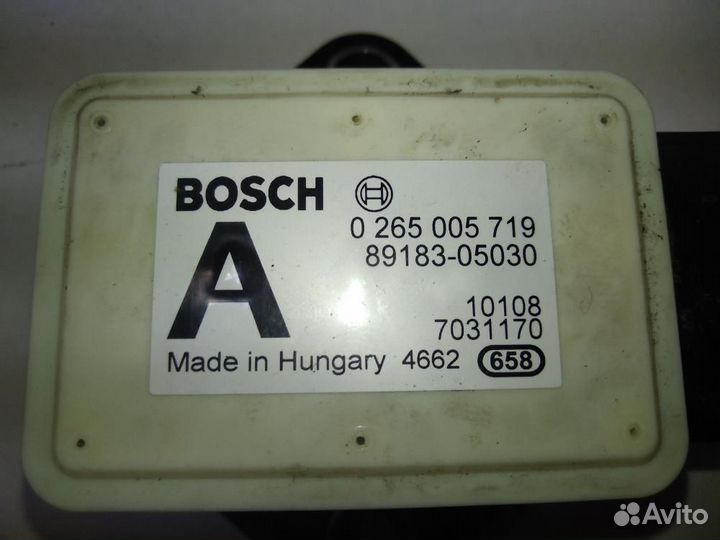 BOSCH
0 265 005 719
89183-05030
A
10108
7031170
Made in Hungary 4662 658
Avito